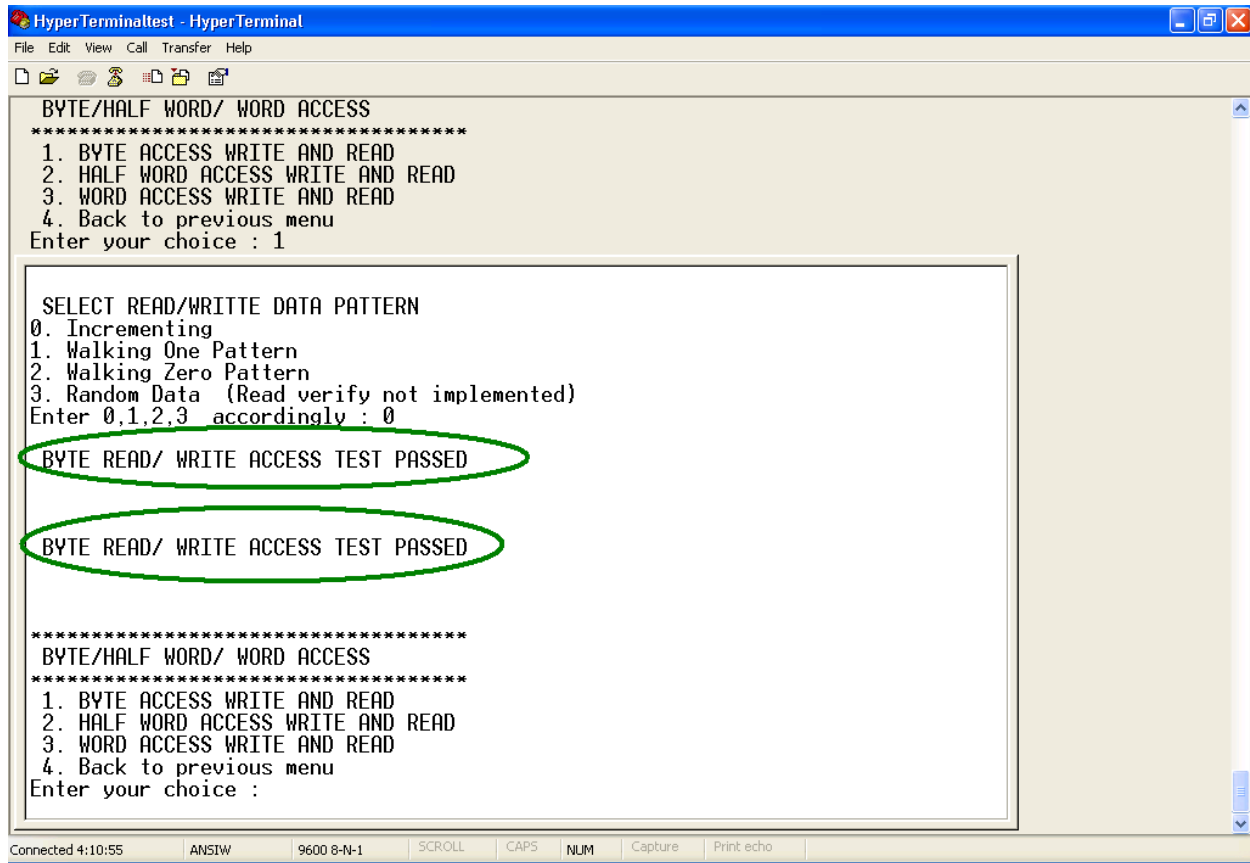 HyperTerminaltest - HyperTerminal
File Edit View Call Transfer Help
BYTE/HALF WORD/ WORD ACCESS
************************************
1. BYTE ACCESS WRITE AND READ
2. HALF WORD ACCESS WRITE AND READ
3. WORD ACCESS WRITE AND READ
4. Back to previous menu
Enter your choice : 1
SELECT READ/WRITTE DATA PATTERN
0. Incrementing
1. Walking One Pattern
2. Walking Zero Pattern
3. Random Data  (Read verify not implemented)
Enter 0,1,2,3  accordingly : 0
BYTE READ/ WRITE ACCESS TEST PASSED
BYTE READ/ WRITE ACCESS TEST PASSED
************************************
BYTE/HALF WORD/ WORD ACCESS
************************************
1. BYTE ACCESS WRITE AND READ
2. HALF WORD ACCESS WRITE AND READ
3. WORD ACCESS WRITE AND READ
4. Back to previous menu
Enter your choice :
Connected 4:10:55 ANSIW 9600 8-N-1 SCROLL CAPS NUM Capture Print echo